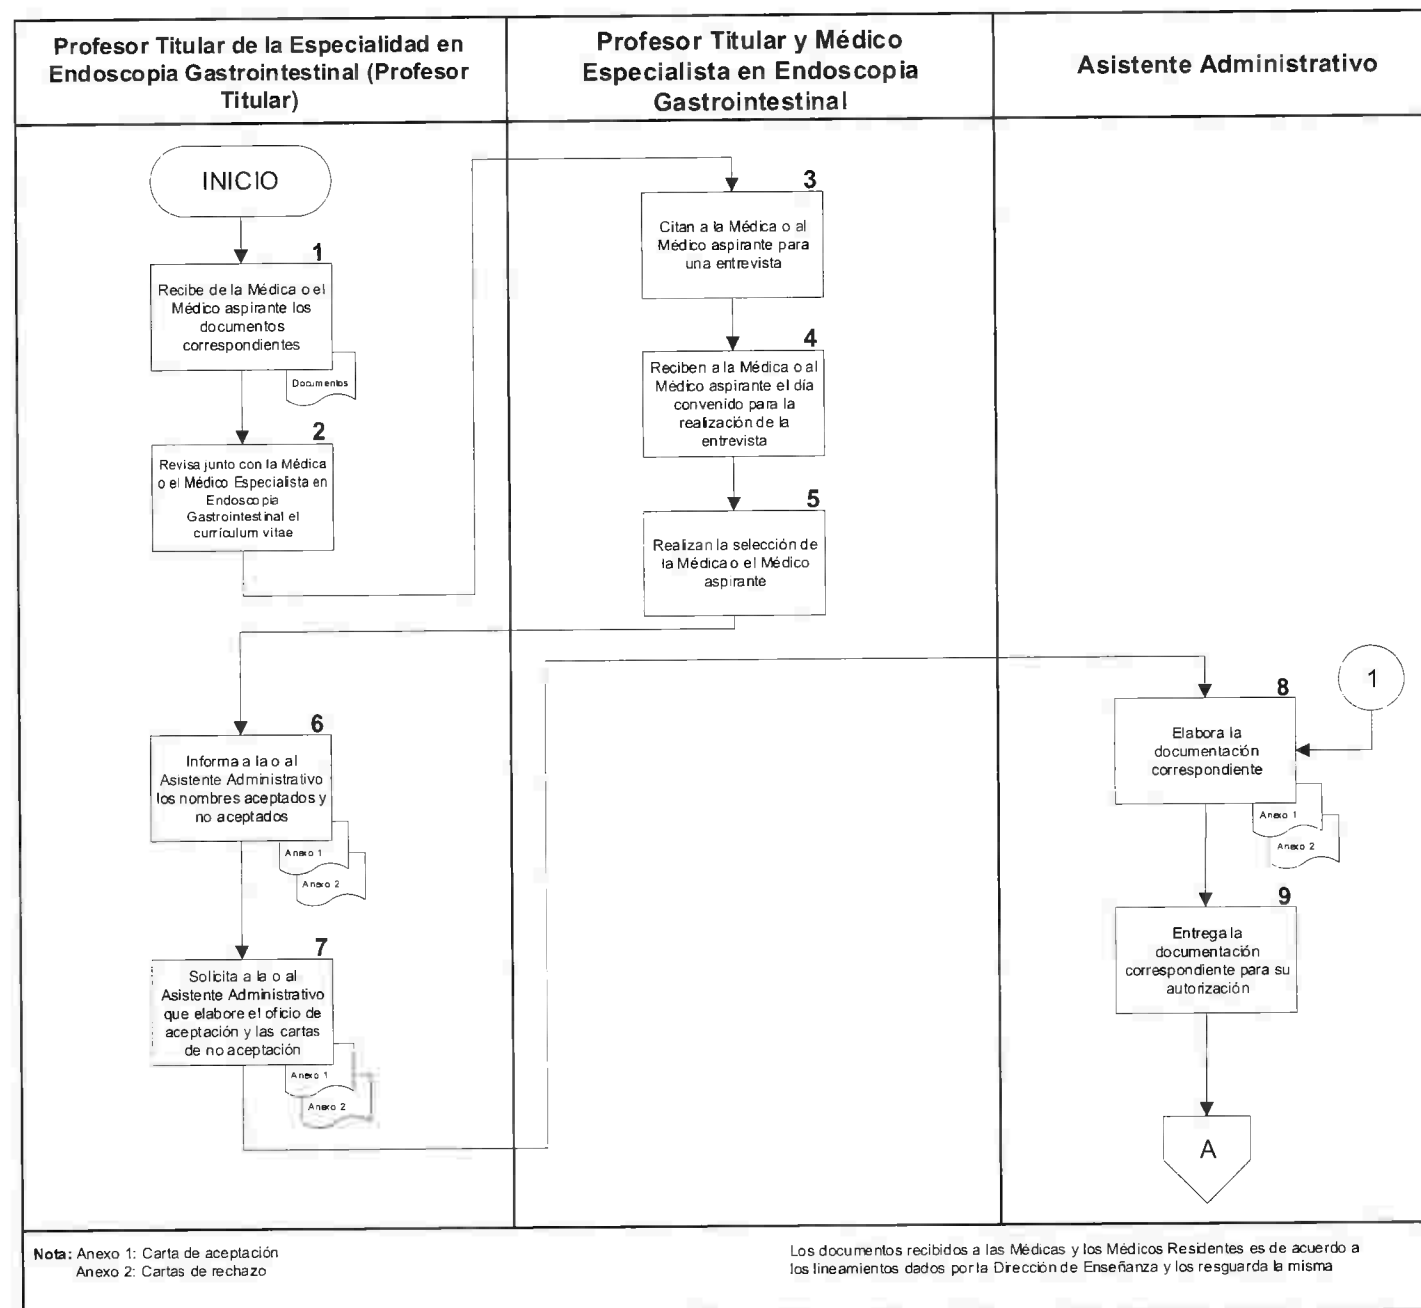 Profesor Titular de la Especialidad en
Endoscopia Gastrointestinal (Profesor
Titular)
Profesor Titular y Médico
Especialista en Endoscopia
Gastrointestinal
Asistente Administrativo
INICIO
1
Recibe de la Médica o el
Médico aspirante los
documentos
correspondientes
Documentos
2
Revisa junto con la Médica
o el Médico Especialista en
Endoscopia
Gastrointestinal el
currículum vitae
3
Citan a la Médica o al
Médico aspirante para
una entrevista
4
Reciben a la Médica o al
Médico aspirante el día
convenido para la
realización de la
entrevista
5
Realizan la selección de
la Médica o el Médico
aspirante
6
Informa a la o al
Asistente Administrativo
los nombres aceptados y
no aceptados
Anexo 1
Anexo 2
7
Solicita a la o al
Asistente Administrativo
que elabore el oficio de
aceptación y las cartas
de no aceptación
Anexo 1
Anexo 2
1
8
Elabora la
documentación
correspondiente
Anexo 1
Anexo 2
9
Entrega la
documentación
correspondiente para su
autorización
A
Nota: Anexo 1: Carta de aceptación
Anexo 2: Cartas de rechazo
Los documentos recibidos a las Médicas y los Médicos Residentes es de acuerdo a
los lineamientos dados por la Dirección de Enseñanza y los resguarda la misma